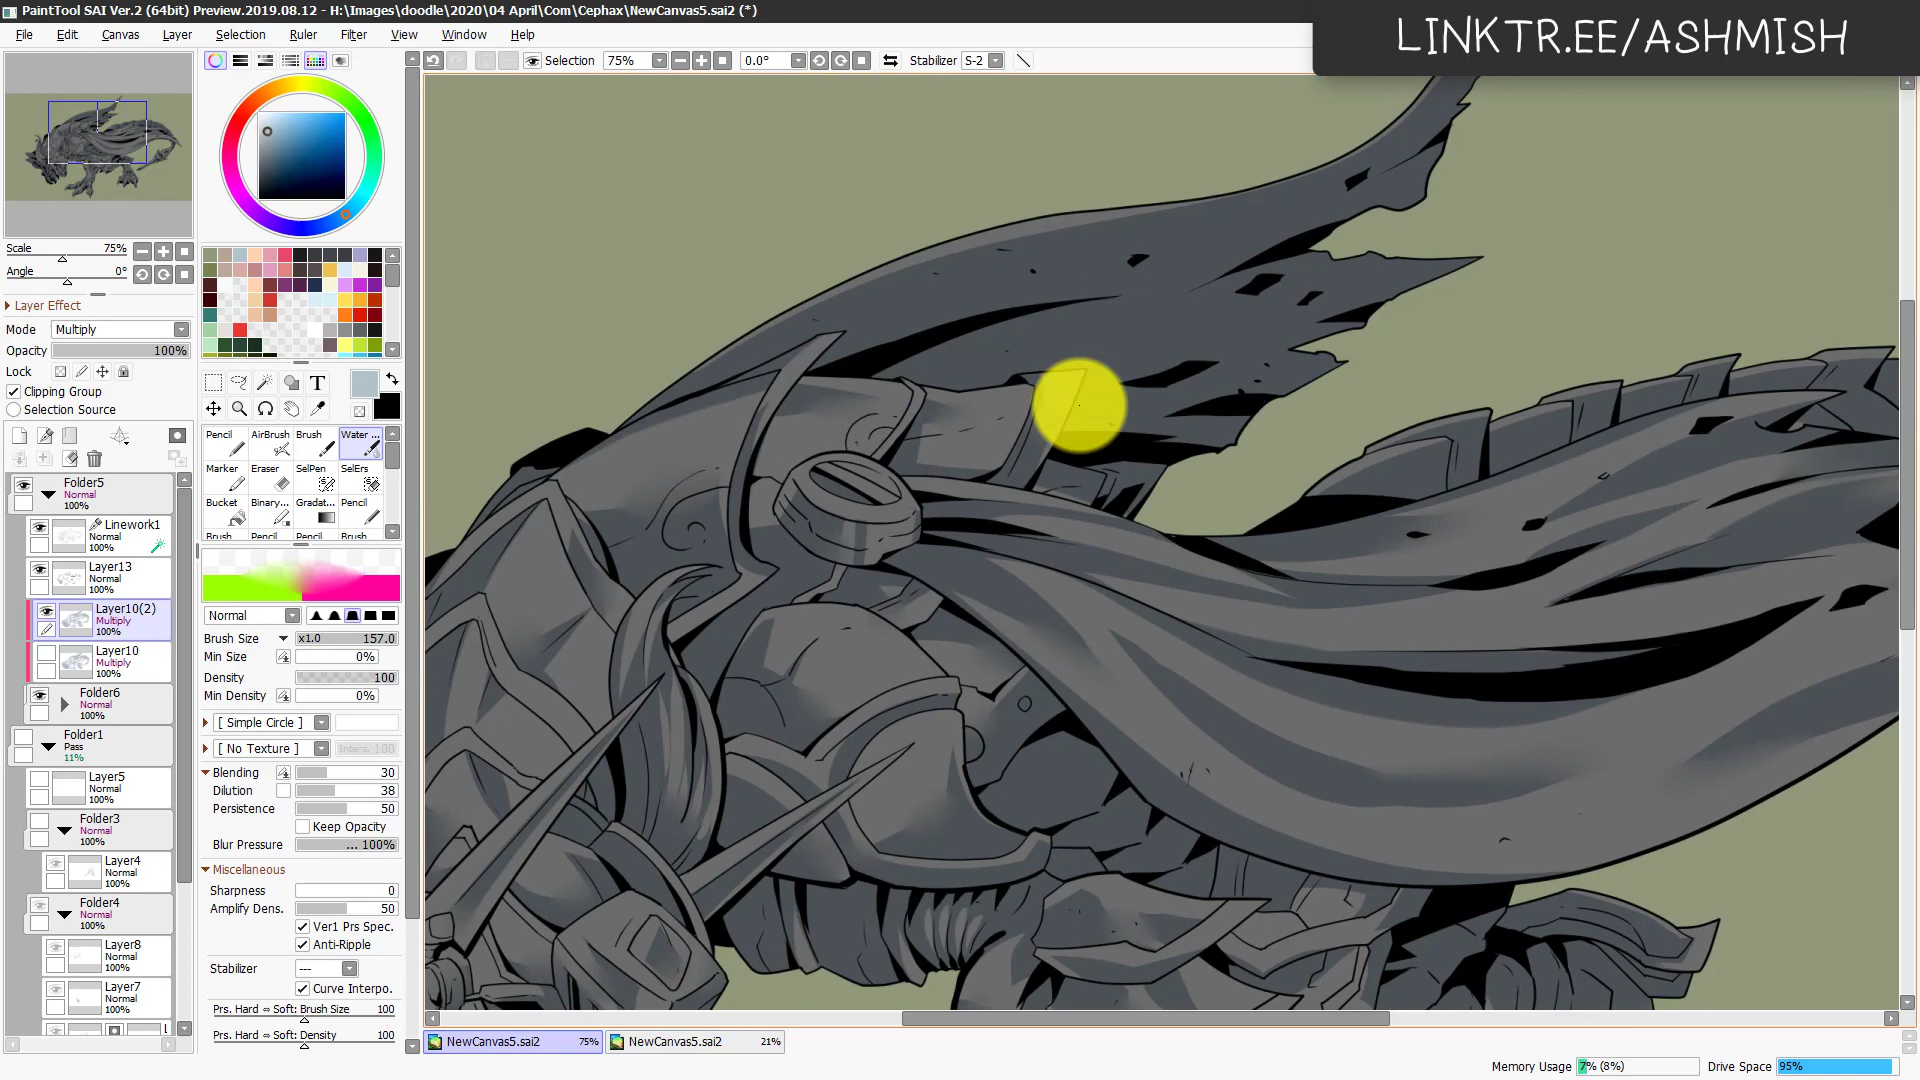 PaintTool SAI Ver.2 (64bit) Preview.2019.08.12 - H:\Images\doodle\2020\04 April\Com\Cephax\NewCanvas5.sai2 (*)
LINKTR.EE/ASHMISH
File Edit Canvas Layer Selection Ruler Filter View Window Help
Selection 75% 0.0° Stabilizer S-2
Scale 75%
Angle 0°
Layer Effect
Mode Multiply
Opacity 100%
Lock
Clipping Group
Selection Source
Folder5
Normal
100%
Linework1
Normal
100%
Layer13
Normal
100%
Layer10(2)
Multiply
100%
Layer10
Multiply
100%
Folder6
Normal
100%
Folder1
Pass
11%
Layer5
Normal
100%
Folder3
Normal
100%
Layer4
Normal
100%
Folder4
Normal
100%
Layer8
Normal
100%
Layer7
Normal
100%
T
Pencil AirBrush Brush Water ...
Marker Eraser SelPen SelErs
Bucket Binary... Gradat... Pencil
Brush Pencil Pencil Brush
Normal
Brush Size x1.0 157.0
Min Size 0%
Density 100
Min Density 0%
[ Simple Circle ]
[ No Texture ] Intens. 100
Blending 30
Dilution 38
Persistence 50
Keep Opacity
Blur Pressure ... 100%
Miscellaneous
Sharpness 0
Amplify Dens. 50
Ver1 Prs Spec.
Anti-Ripple
Stabilizer ---
Curve Interpo.
Prs. Hard ⇔ Soft: Brush Size 100
Prs. Hard ⇔ Soft: Density 100
NewCanvas5.sai2 75% NewCanvas5.sai2 21%
Memory Usage 7% (8%) Drive Space 95%